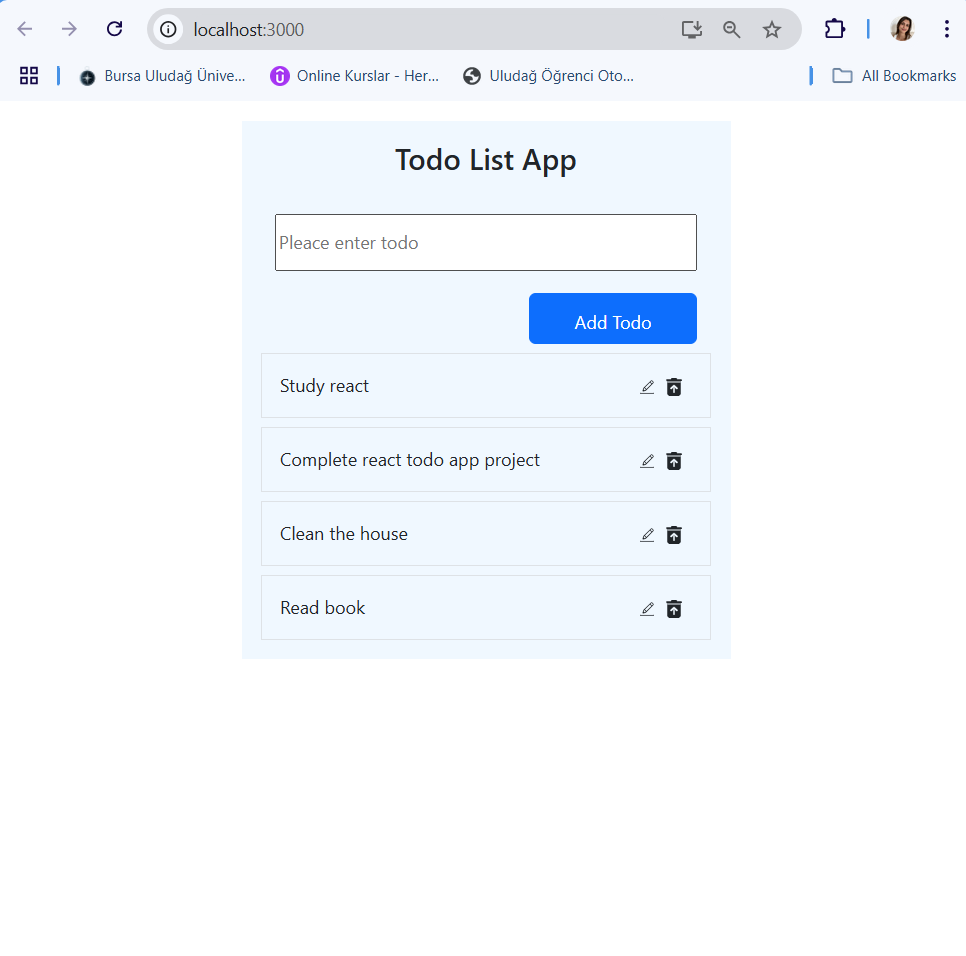 localhost:3000
Bursa Uludağ Ünive... Online Kurslar - Her... Uludağ Öğrenci Oto... All Bookmarks
Todo List App
Pleace enter todo
Add Todo
Study react
Complete react todo app project
Clean the house
Read book